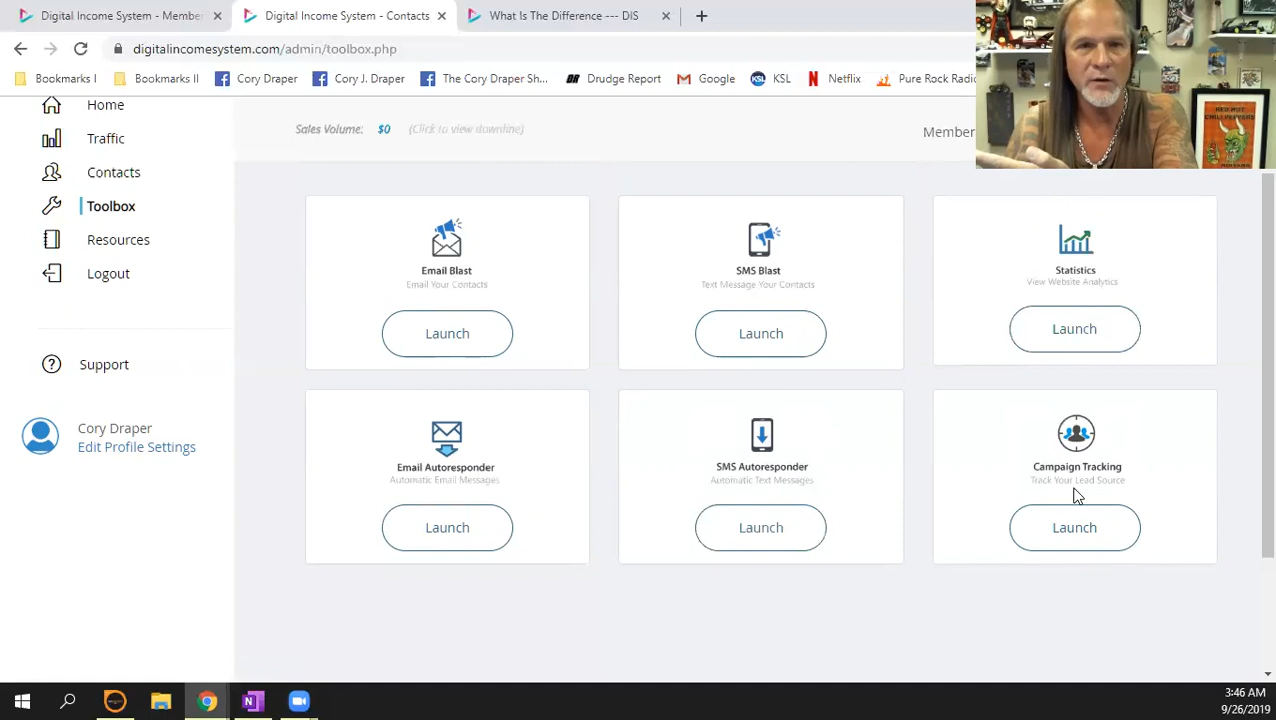 Digital Income System - Member
Digital Income System - Contacts
What Is The Difference --- DIS
digitalincomesystem.com/admin/toolbox.php
Bookmarks I
Bookmarks II
Cory Draper
Cory J. Draper
The Cory Draper Sh...
Drudge Report
Google
KSL
Netflix
Pure Rock Radio
Home
Traffic
Contacts
Toolbox
Resources
Logout
Support
Cory Draper
Edit Profile Settings
Sales Volume: $0 (Click to view downline)
Member
Email Blast
Email Your Contacts
Launch
SMS Blast
Text Message Your Contacts
Launch
Statistics
View Website Analytics
Launch
Email Autoresponder
Automatic Email Messages
Launch
SMS Autoresponder
Automatic Text Messages
Launch
Campaign Tracking
Track Your Lead Source
Launch
RED HOT
CHILI PEPPERS
3:46 AM
9/26/2019